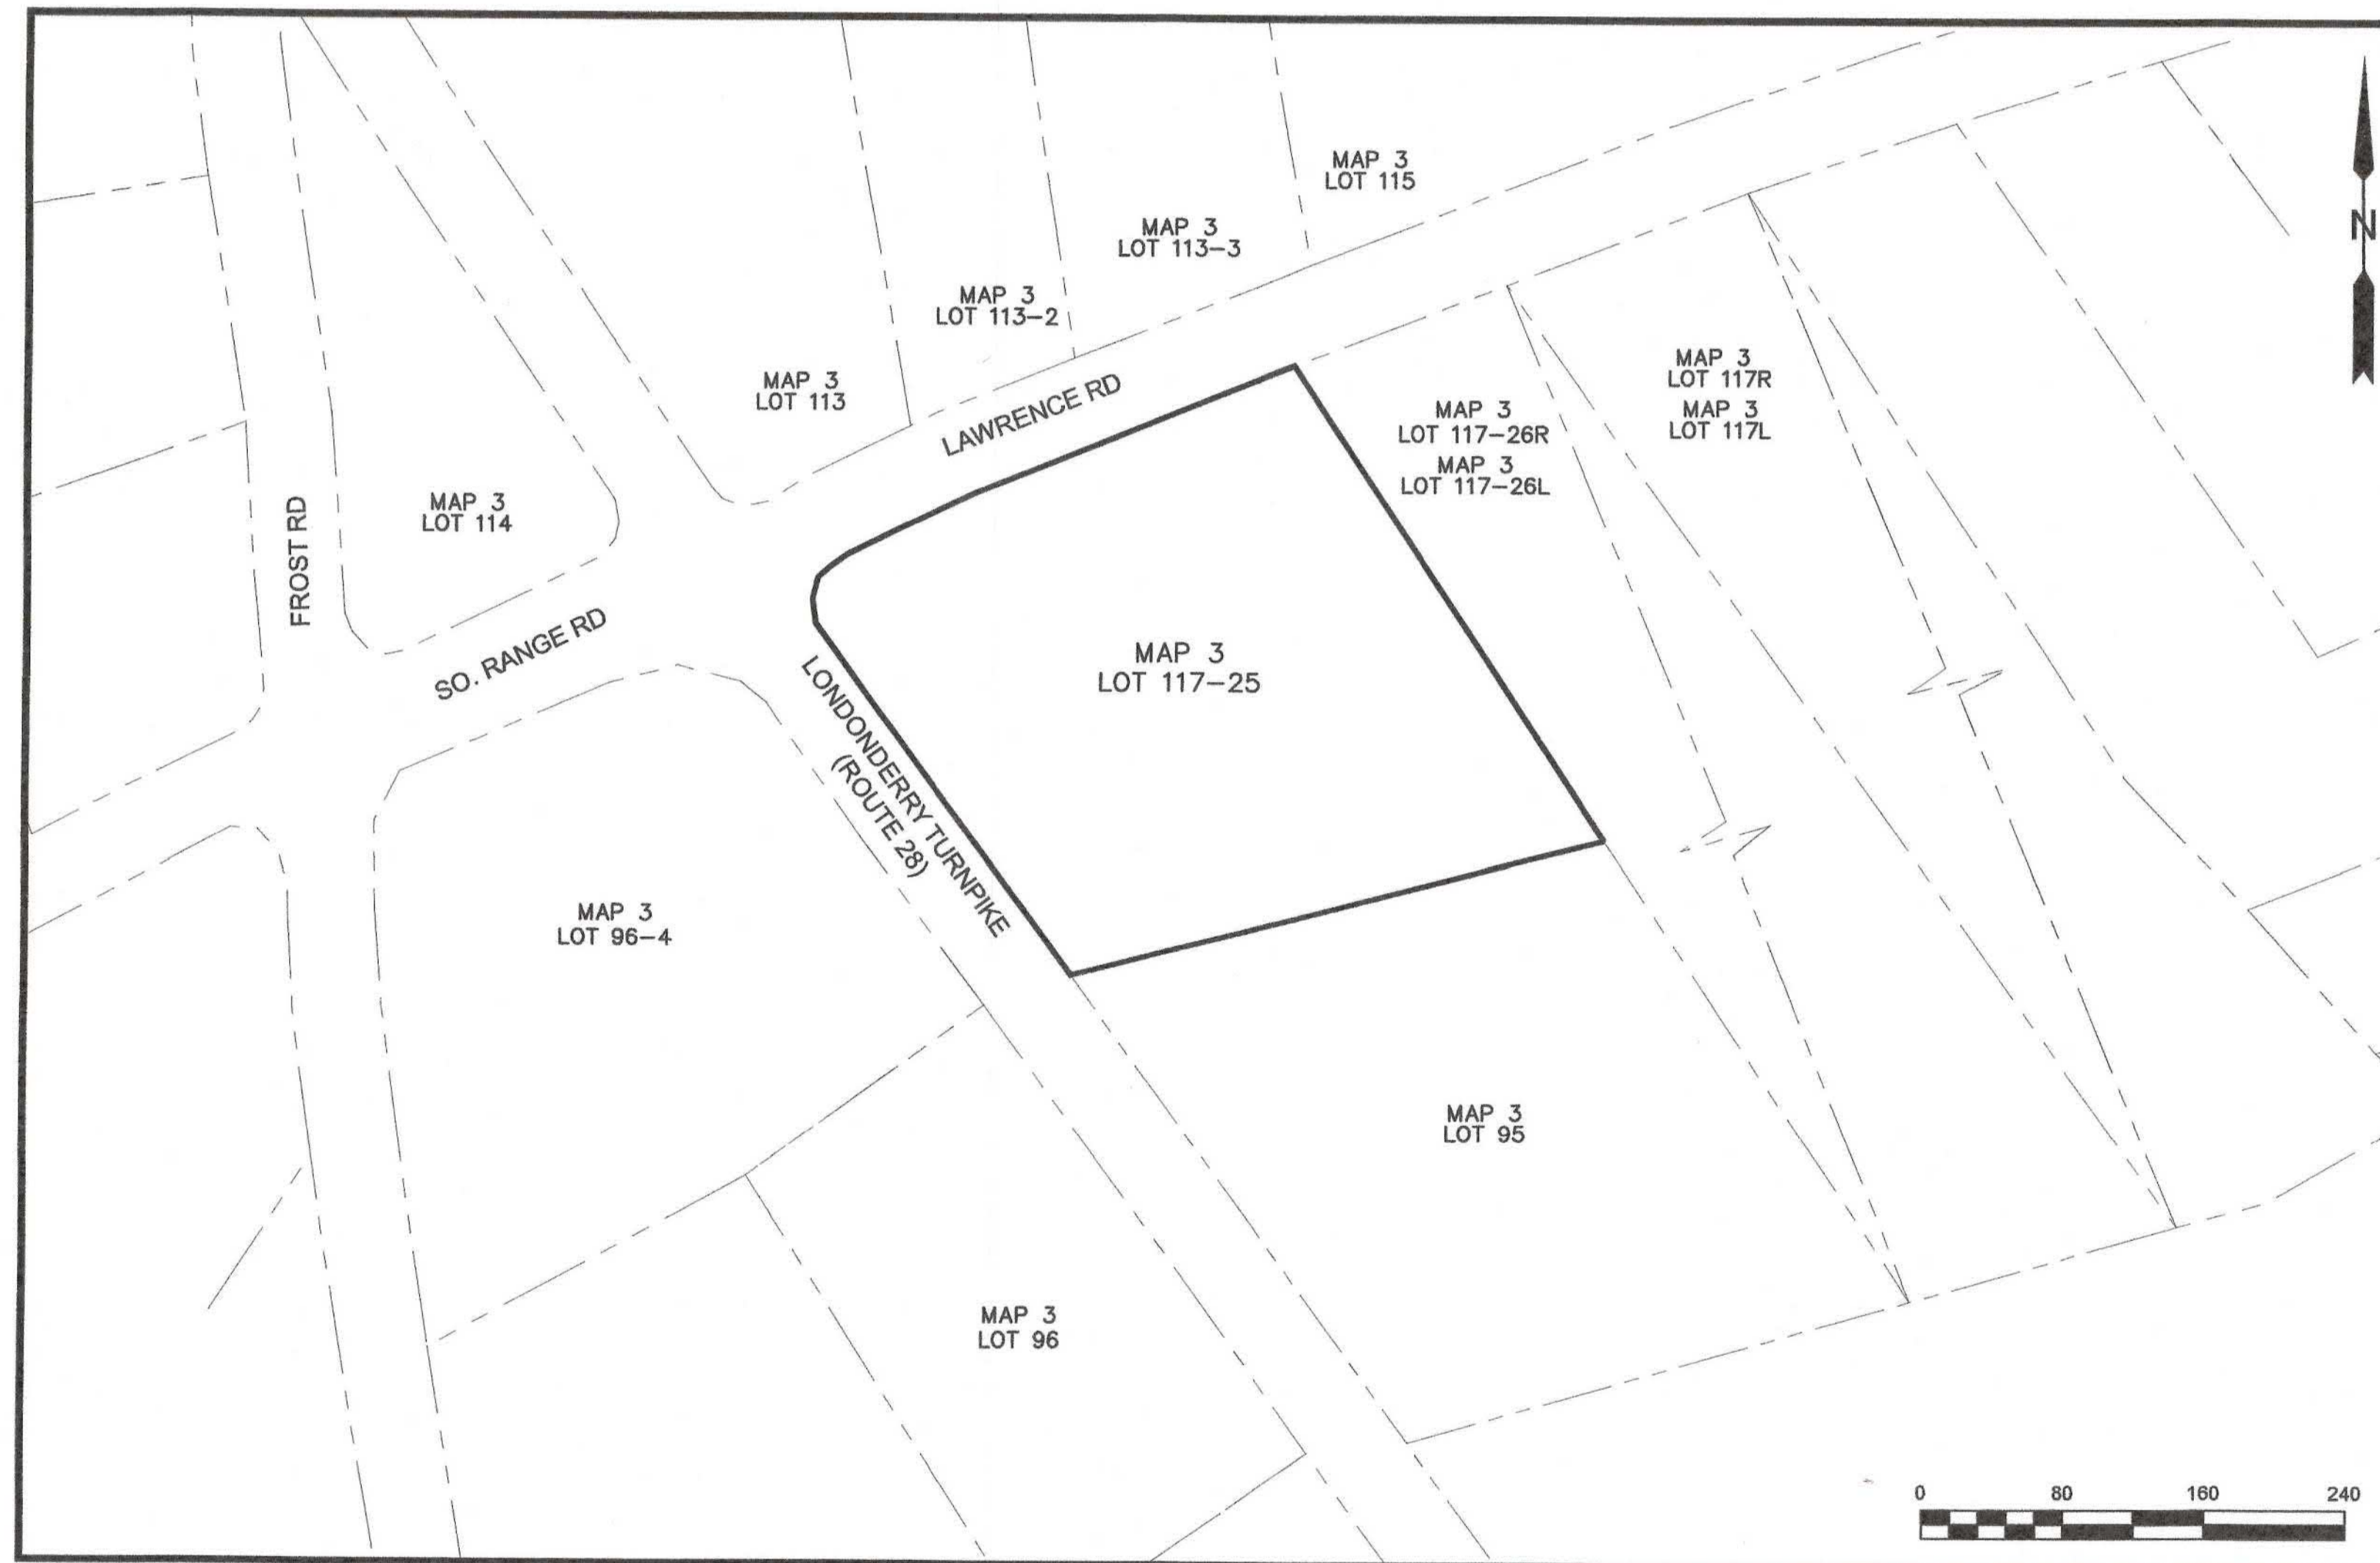 MAP 3
LOT 115
MAP 3
LOT 113-3
N
MAP 3
LOT 113-2
MAP 3
LOT 113
LAWRENCE RD
MAP 3
LOT 117R
MAP 3
LOT 117L
MAP 3
LOT 117-26R
MAP 3
LOT 117-26L
MAP 3
LOT 114
FROST RD
SO. RANGE RD
MAP 3
LOT 117-25
LONDONDERRY TURNPIKE
(ROUTE 28)
MAP 3
LOT 96-4
MAP 3
LOT 95
MAP 3
LOT 96
0 80 160 240